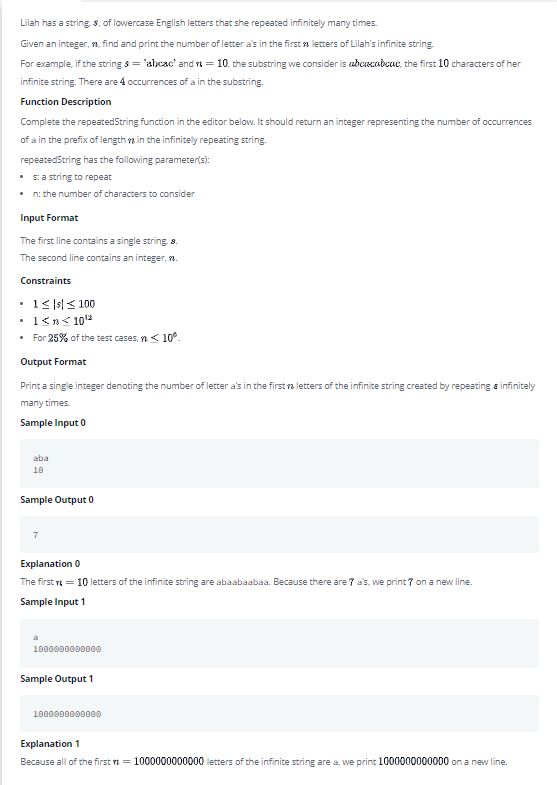 Lilah has a string, s, of lowercase English letters that she repeated infinitely many times.
Given an integer, n, find and print the number of letter a's in the first n letters of Lilah's infinite string.
For example, if the string s = 'abcac' and n = 10, the substring we consider is abcacabcac, the first 10 characters of her
infinite string. There are 4 occurrences of a in the substring.
Function Description
Complete the repeatedString function in the editor below. It should return an integer representing the number of occurrences
of a in the prefix of length n in the infinitely repeating string.
repeatedString has the following parameter(s):
• s: a string to repeat
• n: the number of characters to consider
Input Format
The first line contains a single string, s.
The second line contains an integer, n.
Constraints
• 1 ≤ |s| ≤ 100
• 1 ≤ n ≤ 10¹²
• For 25% of the test cases, n ≤ 10⁶.
Output Format
Print a single integer denoting the number of letter a's in the first n letters of the infinite string created by repeating s infinitely
many times.
Sample Input 0
aba
10
Sample Output 0
7
Explanation 0
The first n = 10 letters of the infinite string are abaabaabaa. Because there are 7 a's, we print 7 on a new line.
Sample Input 1
a
1000000000000
Sample Output 1
1000000000000
Explanation 1
Because all of the first n = 1000000000000 letters of the infinite string are a, we print 1000000000000 on a new line.